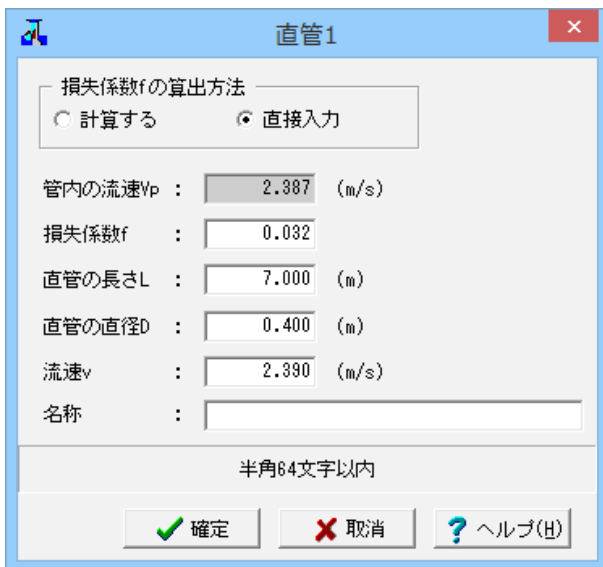 直管1
損失係数fの算出方法
計算する 直接入力
管内の流速Vp : 2.387 (m/s)
損失係数f : 0.032
直管の長さL : 7.000 (m)
直管の直径D : 0.400 (m)
流速v : 2.390 (m/s)
名称 :
半角64文字以内
確定 取消 ヘルプ(H)